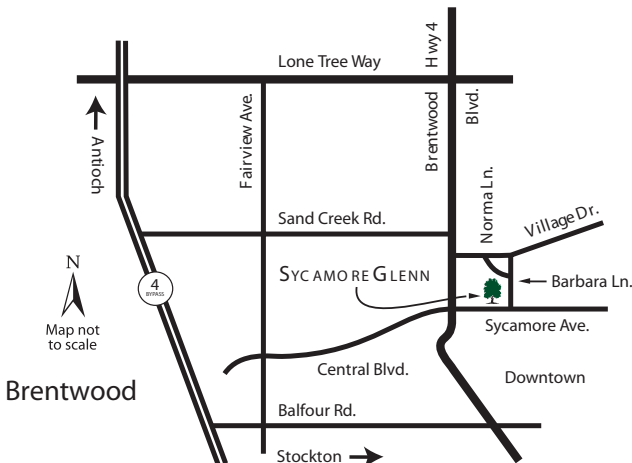 Lone Tree Way
Hwy 4
Brentwood
Blvd.
Fairview Ave.
Antioch
Norma Ln.
Village Dr.
Sand Creek Rd.
SYCAMORE GLENN
Barbara Ln.
N
4
BYPASS
Map not
to scale
Sycamore Ave.
Central Blvd.
Downtown
Brentwood
Balfour Rd.
Stockton